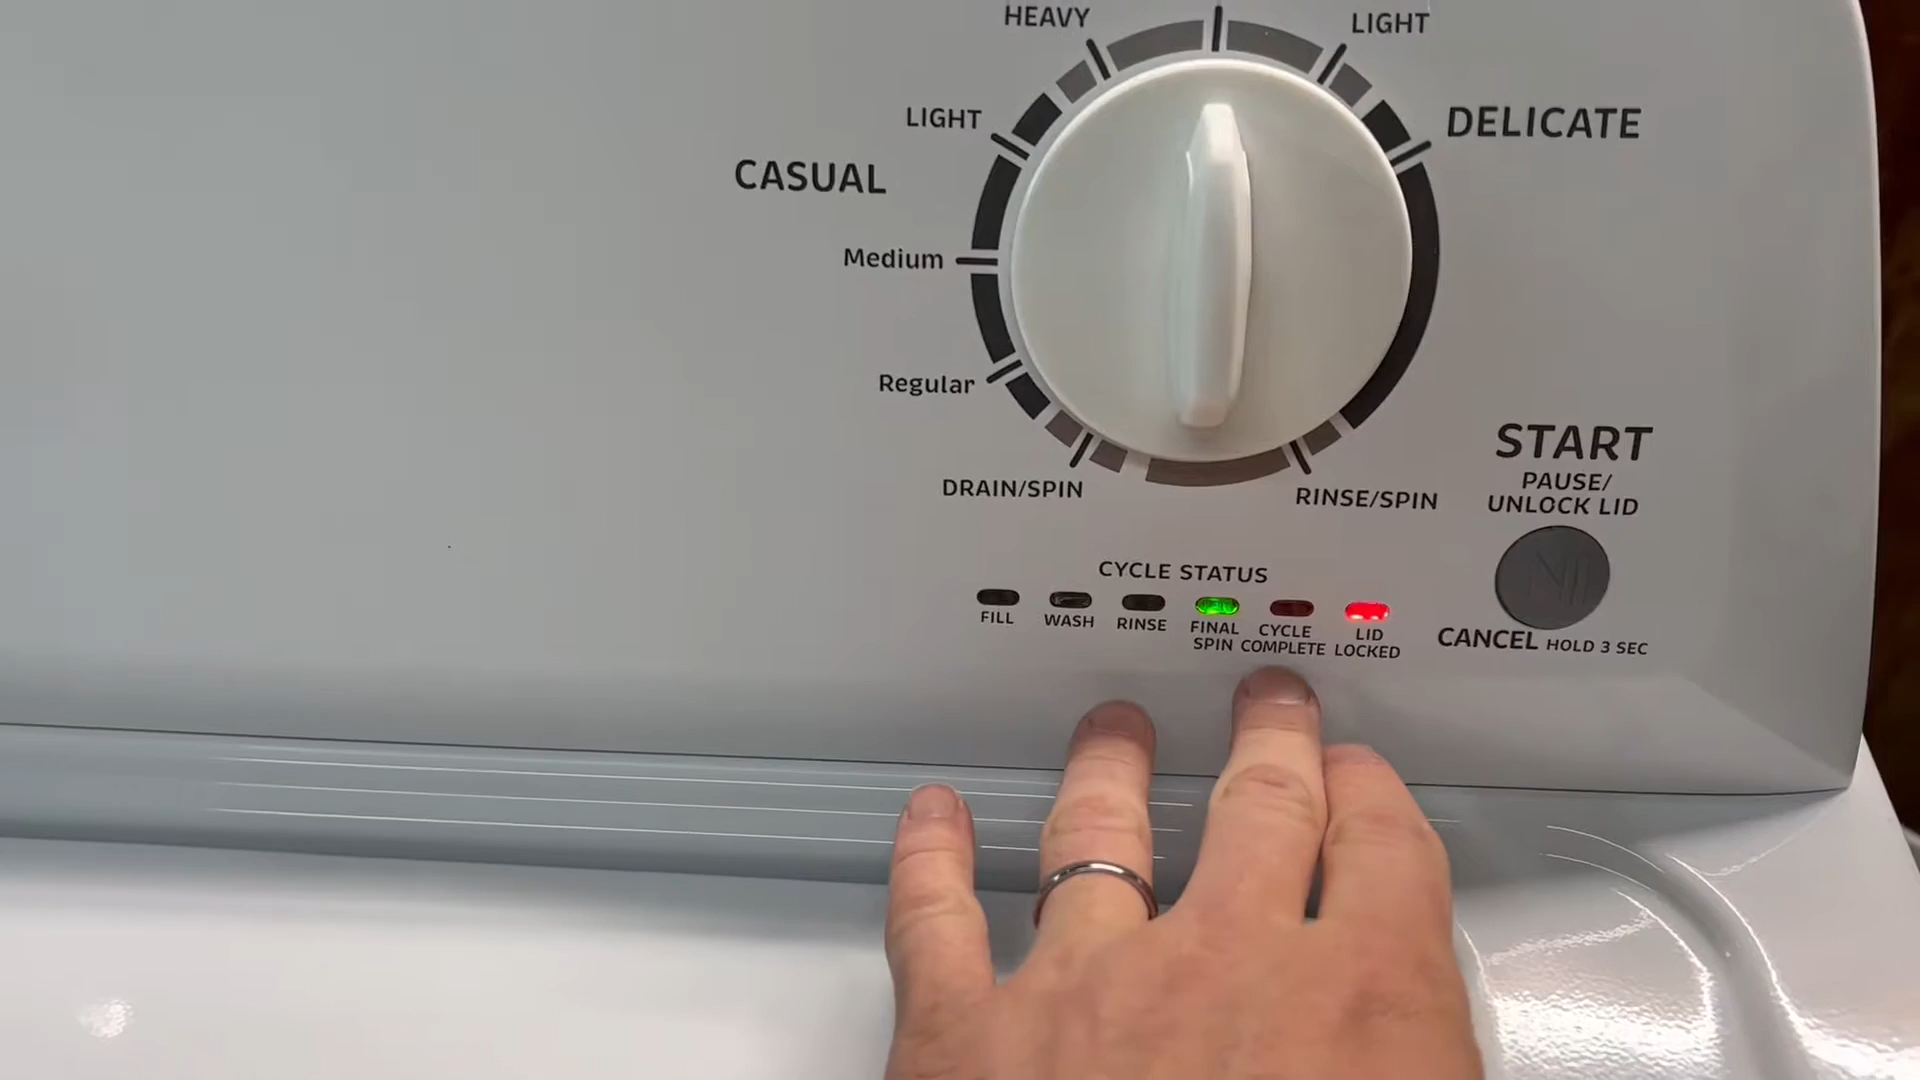 HEAVY
LIGHT
LIGHT
DELICATE
CASUAL
Medium
Regular
DRAIN/SPIN
RINSE/SPIN
START
PAUSE/
UNLOCK LID
CYCLE STATUS
FILL
WASH
RINSE
FINAL
SPIN
CYCLE
COMPLETE
LID
LOCKED
CANCEL HOLD 3 SEC